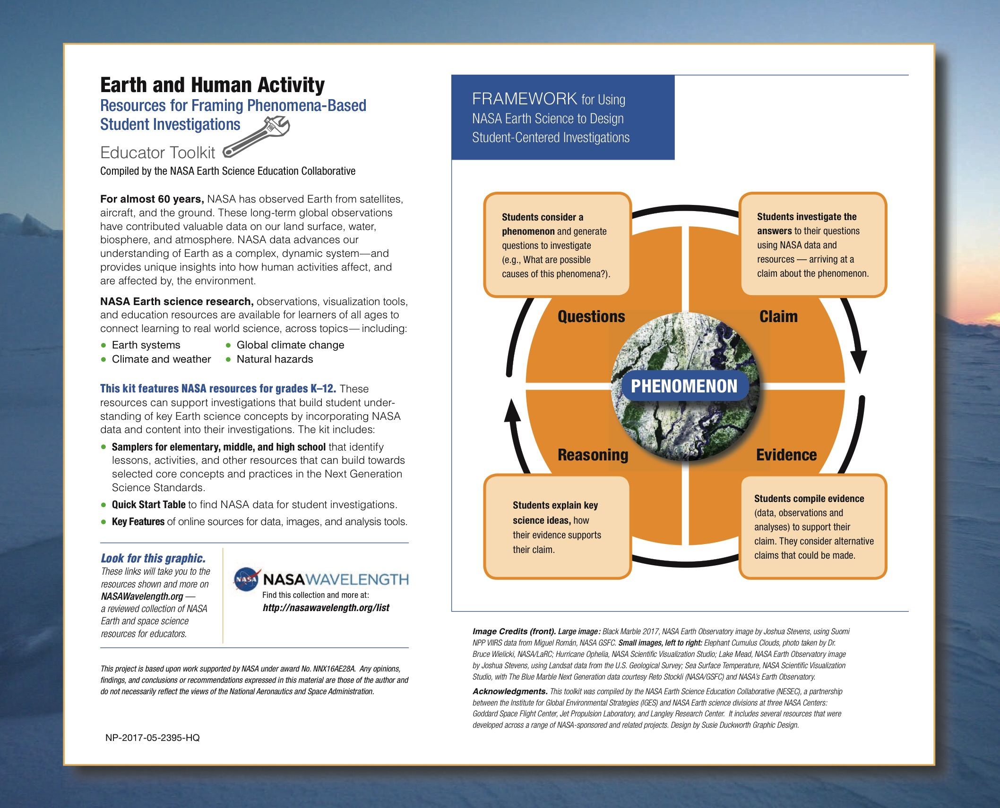 Earth and Human Activity
Resources for Framing Phenomena-Based
Student Investigations
Educator Toolkit
Compiled by the NASA Earth Science Education Collaborative
For almost 60 years, NASA has observed Earth from satellites,
aircraft, and the ground. These long-term global observations
have contributed valuable data on our land surface, water,
biosphere, and atmosphere. NASA data advances our
understanding of Earth as a complex, dynamic system—and
provides unique insights into how human activities affect, and
are affected by, the environment.
NASA Earth science research, observations, visualization tools,
and education resources are available for learners of all ages to
connect learning to real world science, across topics—including:
• Earth systems
• Climate and weather
• Global climate change
• Natural hazards
This kit features NASA resources for grades K–12. These
resources can support investigations that build student under-
standing of key Earth science concepts by incorporating NASA
data and content into their investigations. The kit includes:
• Samplers for elementary, middle, and high school that identify
lessons, activities, and other resources that can build towards
selected core concepts and practices in the Next Generation
Science Standards.
• Quick Start Table to find NASA data for student investigations.
• Key Features of online sources for data, images, and analysis tools.
Look for this graphic.
These links will take you to the
resources shown and more on
NASAWavelength.org —
a reviewed collection of NASA
Earth and space science
resources for educators.
NASA
NASAWAVELENGTH
Find this collection and more at:
http://nasawavelength.org/list
This project is based upon work supported by NASA under award No. NNX16AE28A. Any opinions,
findings, and conclusions or recommendations expressed in this material are those of the author and
do not necessarily reflect the views of the National Aeronautics and Space Administration.
NP-2017-05-2395-HQ
FRAMEWORK for Using
NASA Earth Science to Design
Student-Centered Investigations
Students consider a
phenomenon and generate
questions to investigate
(e.g., What are possible
causes of this phenomena?).
Students investigate the
answers to their questions
using NASA data and
resources — arriving at a
claim about the phenomenon.
Questions
Claim
PHENOMENON
Reasoning
Evidence
Students explain key
science ideas, how
their evidence supports
their claim.
Students compile evidence
(data, observations and
analyses) to support their
claim. They consider alternative
claims that could be made.
Image Credits (front). Large image: Black Marble 2017, NASA Earth Observatory image by Joshua Stevens, using Suomi
NPP VIIRS data from Miguel Román, NASA GSFC. Small images, left to right: Elephant Cumulus Clouds, photo taken by Dr.
Bruce Wielicki, NASA/LaRC; Hurricane Ophelia, NASA Scientific Visualization Studio; Lake Mead, NASA Earth Observatory image
by Joshua Stevens, using Landsat data from the U.S. Geological Survey; Sea Surface Temperature, NASA Scientific Visualization
Studio, with The Blue Marble Next Generation data courtesy Reto Stockli (NASA/GSFC) and NASA's Earth Observatory.
Acknowledgments. This toolkit was compiled by the NASA Earth Science Education Collaborative (NESEC), a partnership
between the Institute for Global Environmental Strategies (IGES) and NASA Earth science divisions at three NASA Centers:
Goddard Space Flight Center, Jet Propulsion Laboratory, and Langley Research Center. It includes several resources that were
developed across a range of NASA-sponsored and related projects. Design by Susie Duckworth Graphic Design.